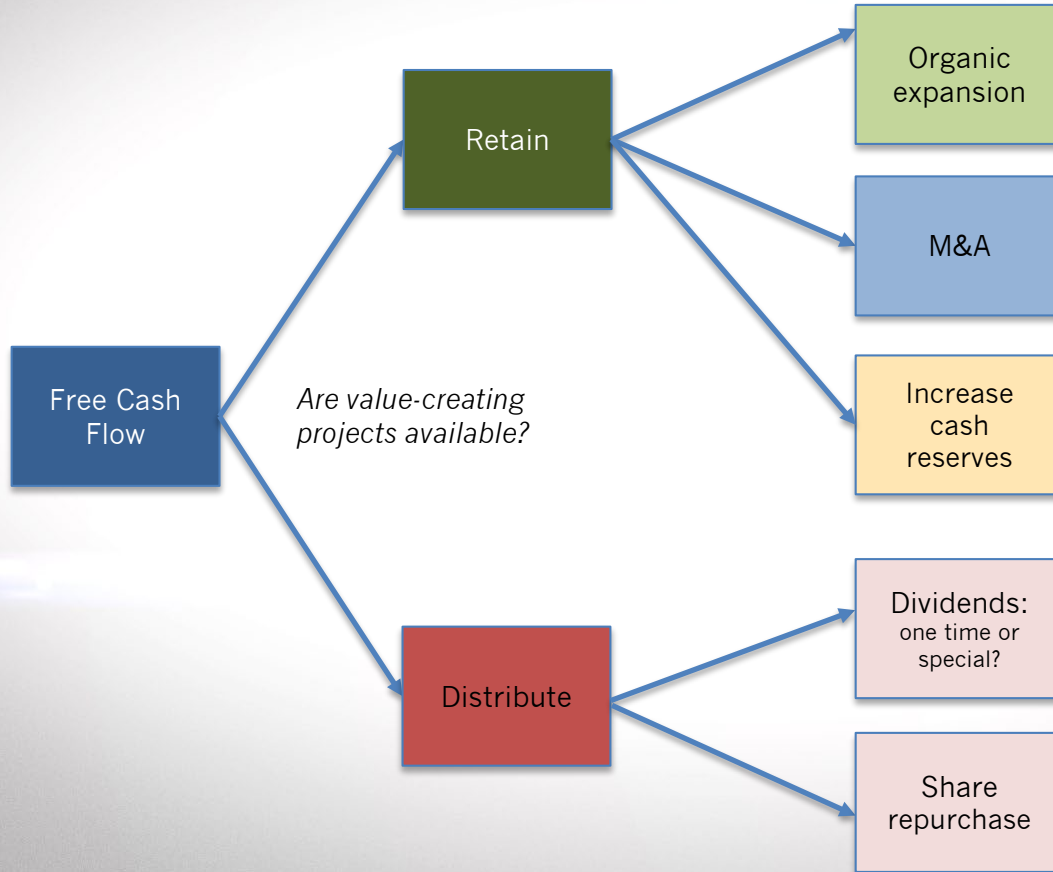 Organic
expansion
Retain
M&A
Free Cash
Flow
Are value-creating
projects available?
Increase
cash
reserves
Dividends:
one time or
special?
Distribute
Share
repurchase